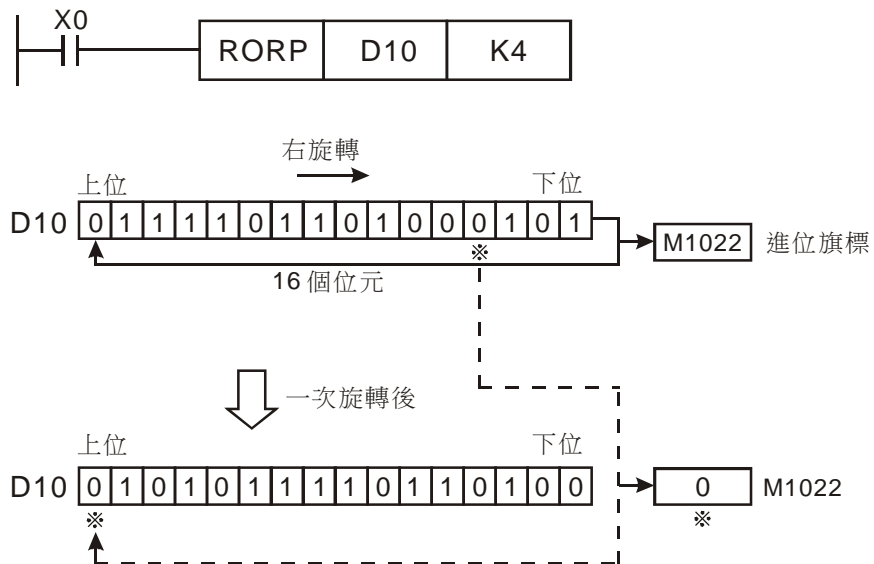 X0
RORP D10 K4
右旋轉
上位 下位
D10 0 1 1 1 1 0 1 1 0 1 0 0 0 1 0 1 M1022 進位旗標
※
16 個位元
一次旋轉後
上位 下位
D10 0 1 0 1 0 1 1 1 1 0 1 1 0 1 0 0 0 M1022
※ ※